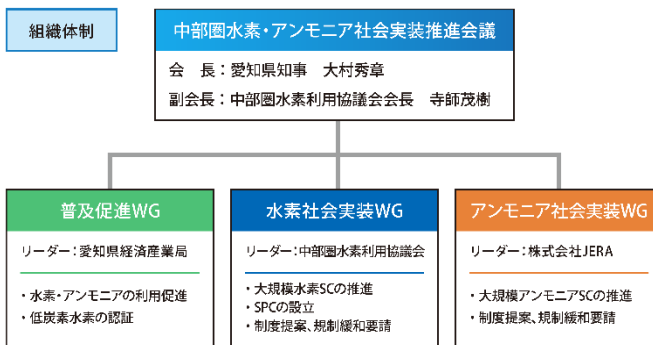 組織体制
中部圏水素・アンモニア社会実装推進会議
会　長：愛知県知事　大村秀章
副会長：中部圏水素利用協議会会長　寺師茂樹
普及促進WG
リーダー：愛知県経済産業局
・水素・アンモニアの利用促進
・低炭素水素の認証
水素社会実装WG
リーダー：中部圏水素利用協議会
・大規模水素SCの推進
・SPCの設立
・制度提案、規制緩和要請
アンモニア社会実装WG
リーダー：株式会社JERA
・大規模アンモニアSCの推進
・制度提案、規制緩和要請